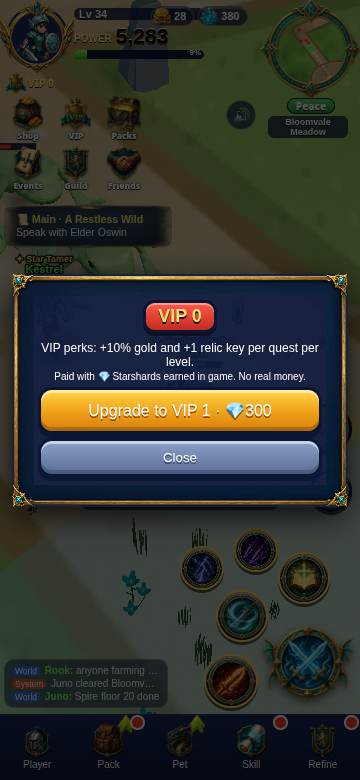 Lv 34
28
380
POWER 5,283
9%
VIP 0
Shop
VIP
Packs
Peace
Bloomvale
Meadow
Events
Guild
Friends
Main · A Restless Wild
Speak with Elder Oswin
Star Tamer
Kestrel
VIP 0
VIP perks: +10% gold and +1 relic key per quest per
level.
Paid with 💎 Starshards earned in game. No real money.
Upgrade to VIP 1 · 💎300
Close
World Rook: anyone farming ...
System Juno cleared Bloomv...
World Juno: Spire floor 20 done
Player
Pack
Pet
Skill
Refine